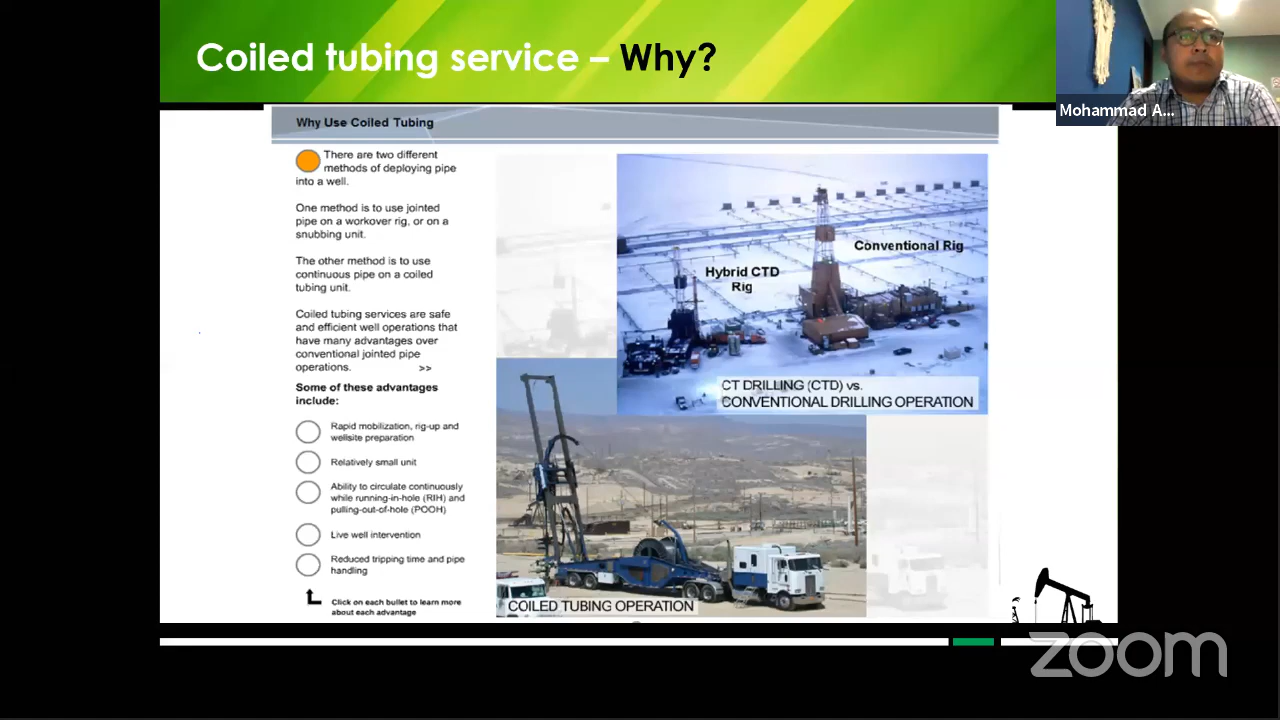 Coiled tubing service – Why?
Mohammad A...
Why Use Coiled Tubing
There are two different
methods of deploying pipe
into a well.
One method is to use jointed
pipe on a workover rig, or on a
snubbing unit.
The other method is to use
continuous pipe on a coiled
tubing unit.
Coiled tubing services are safe
and efficient well operations that
have many advantages over
conventional jointed pipe
operations. >>
Some of these advantages
include:
Rapid mobilization, rig-up and
wellsite preparation
Relatively small unit
Ability to circulate continuously
while running-in-hole (RIH) and
pulling-out-of-hole (POOH)
Live well intervention
Reduced tripping time and pipe
handling
Click on each bullet to learn more
about each advantage
Conventional Rig
Hybrid CTD
Rig
CT DRILLING (CTD) vs.
CONVENTIONAL DRILLING OPERATION
COILED TUBING OPERATION
zoom